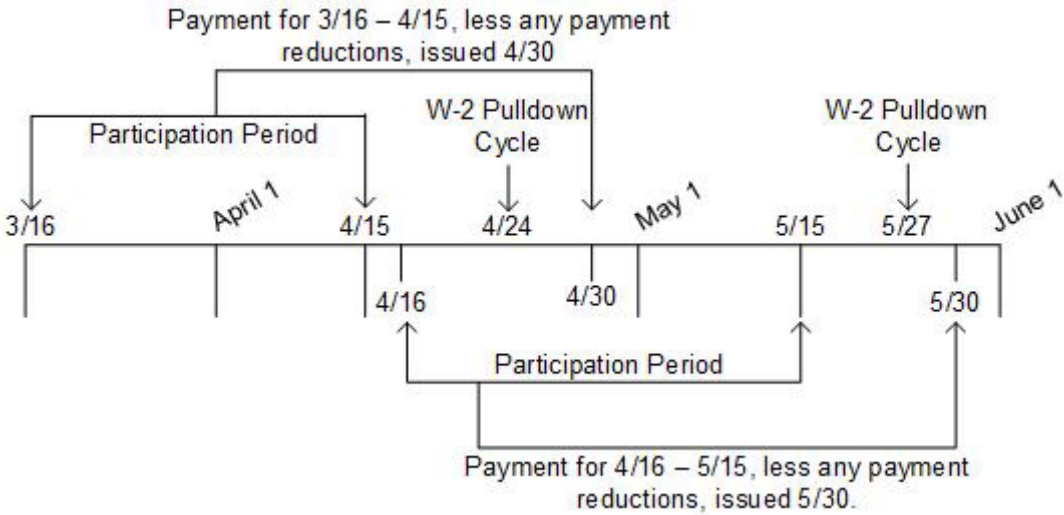 Payment for 3/16 – 4/15, less any payment
reductions, issued 4/30
W-2 Pulldown
Cycle
W-2 Pulldown
Cycle
Participation Period
April 1
May 1
June 1
3/16
4/15
4/24
5/15
5/27
4/16
4/30
5/30
Participation Period
Payment for 4/16 – 5/15, less any payment
reductions, issued 5/30.